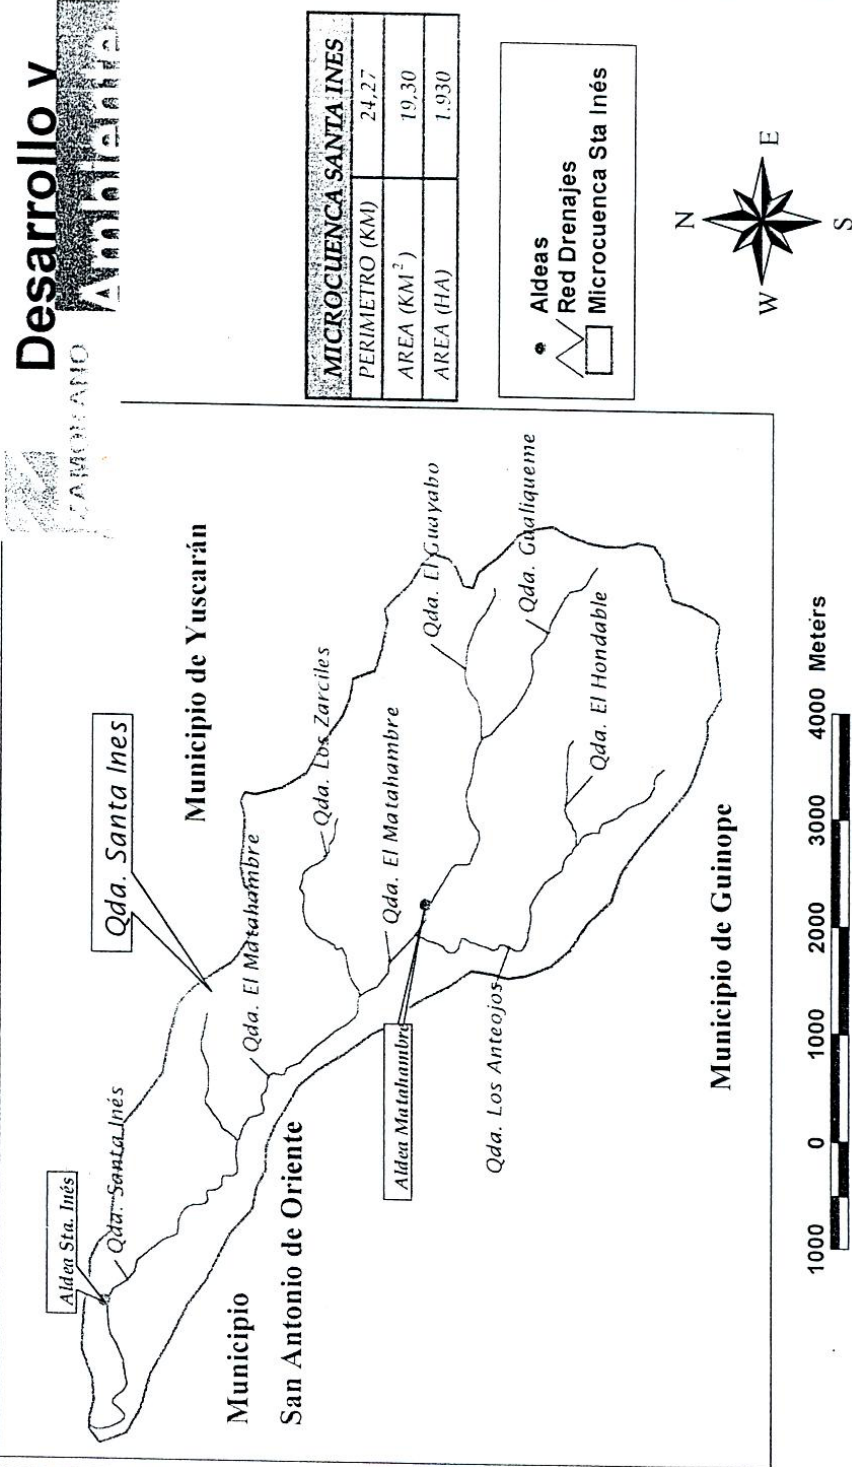 Desarrollo y
Ambiente
ZAMORANO
MICROCUENCA SANTA INES
PERIMETRO (KM) 24,27
AREA (KM²) 19,30
AREA (HA) 1.930
Aldeas
Red Drenajes
Microcuenca Sta Inés
N
W E
S
Qda. Santa Ines
Municipio de Yuscarán
Aldea Sta. Inés
Qda. Santa Inés
Qda. El Matahambre
Qda. Los Zarciles
Qda. El Matahambre
Qda. El Guayabo
Qda. Gualiqueme
Qda. El Hondable
Municipio
San Antonio de Oriente
Aldea Matahambre
Qda. Los Anteojos
Municipio de Guinope
1000 0 1000 2000 3000 4000 Meters